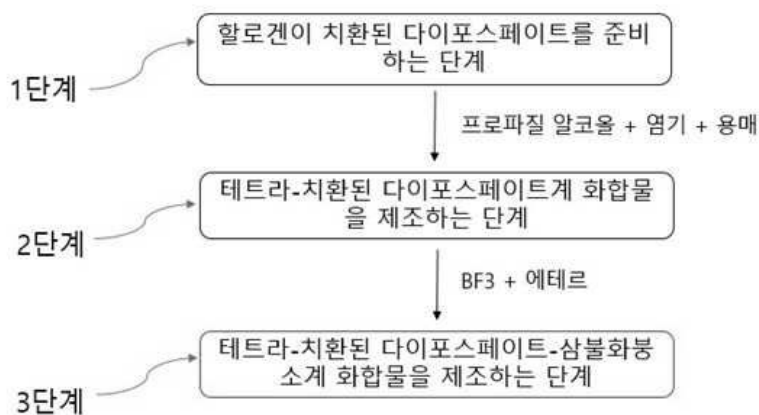 할로겐이 치환된 다이포스페이트를 준비
하는 단계
1단계
프로파질 알코올 + 염기 + 용매
테트라-치환된 다이포스페이트계 화합물
을 제조하는 단계
2단계
BF3 + 에테르
테트라-치환된 다이포스페이트-삼불화붕
소계 화합물을 제조하는 단계
3단계